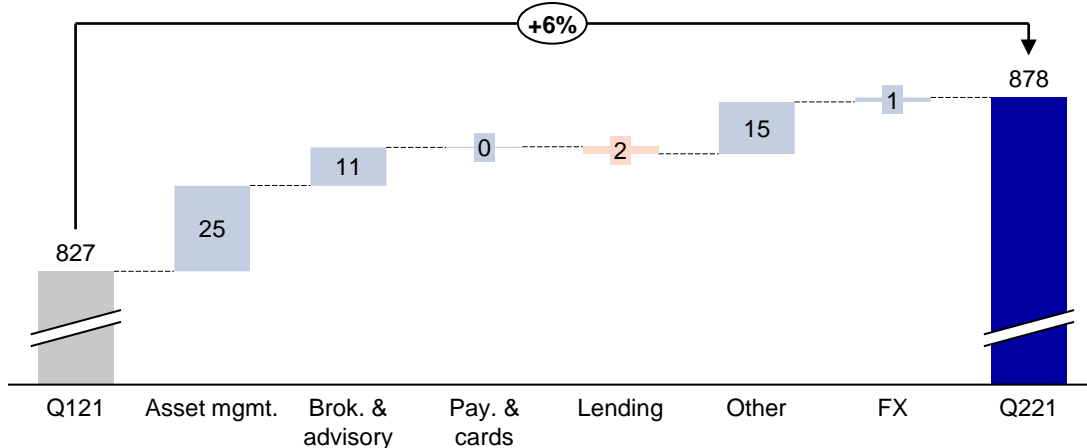 +6%
878
1
15
0
2
11
25
827
Q121
Asset mgmt.
Brok. &
advisory
Pay. &
cards
Lending
Other
FX
Q221